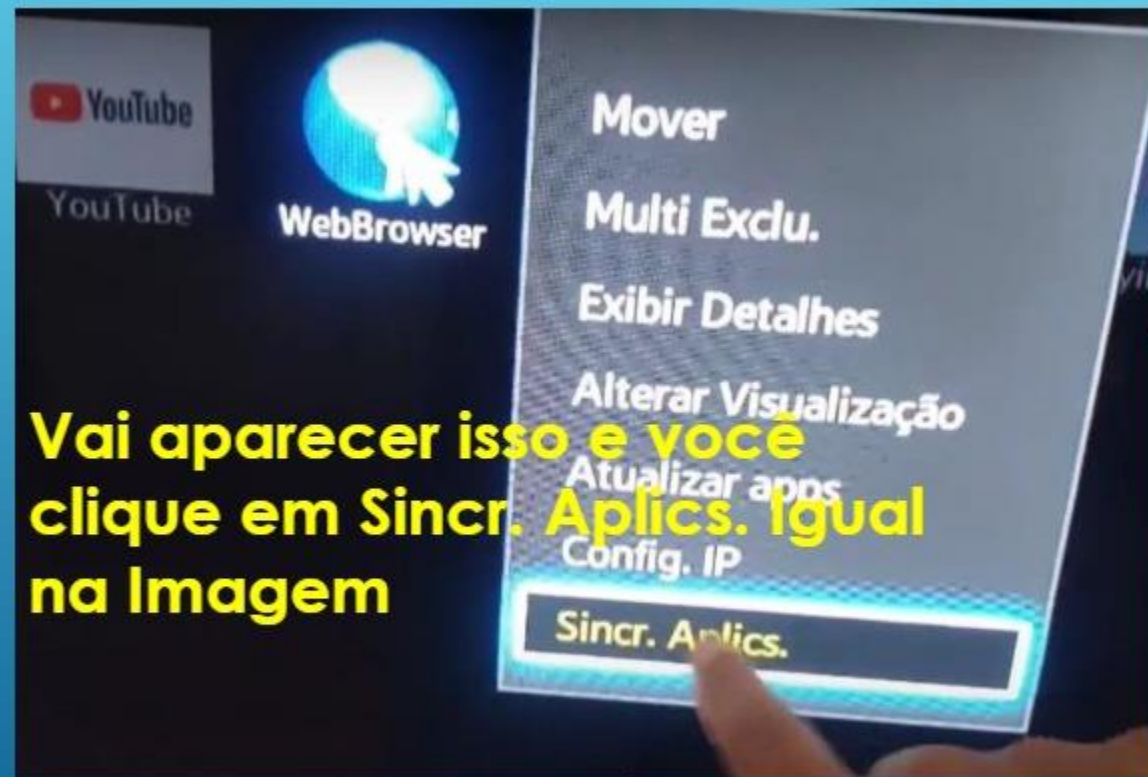 YouTube
YouTube
WebBrowser
Mover
Multi Exclu.
Exibir Detalhes
Alterar Visualização
Atualizar apps
Config. IP
Sincr. Aplics.
Vai aparecer isso e você
clique em Sincr. Aplics. Igual
na Imagem